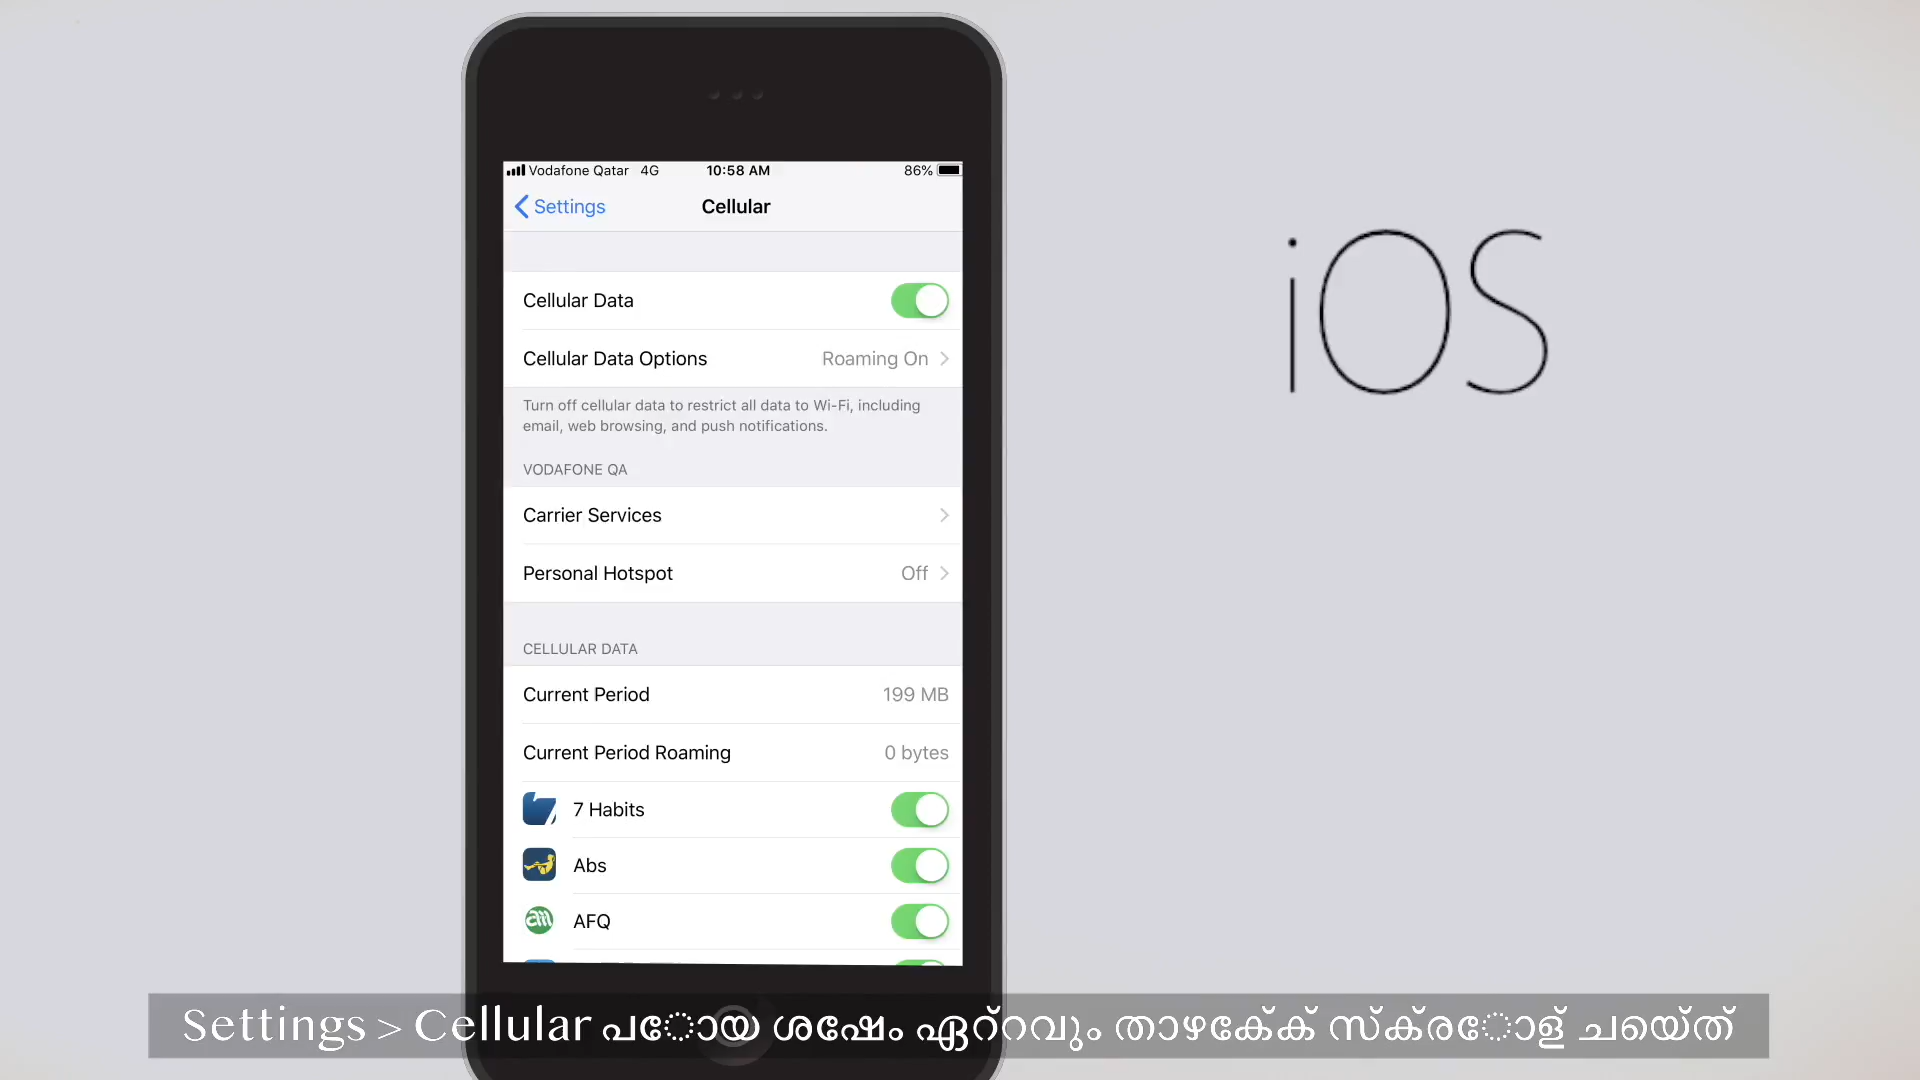 Vodafone Qatar 4G 10:58 AM 86%
Settings Cellular
iOS
Cellular Data
Cellular Data Options Roaming On
Turn off cellular data to restrict all data to Wi-Fi, including
email, web browsing, and push notifications.
VODAFONE QA
Carrier Services
Personal Hotspot Off
CELLULAR DATA
Current Period 199 MB
Current Period Roaming 0 bytes
7 Habits
Abs
AFQ
Settings > Cellular പോയ ശേഷം ഏറ്റവും താഴേക്ക് സ്ക്രോള് ചെയ്ത്